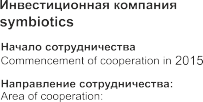 Инвестиционная компания
symbiotics
Начало сотрудничества
Commencement of cooperation in 2015
Направление сотрудничества:
Area of cooperation: